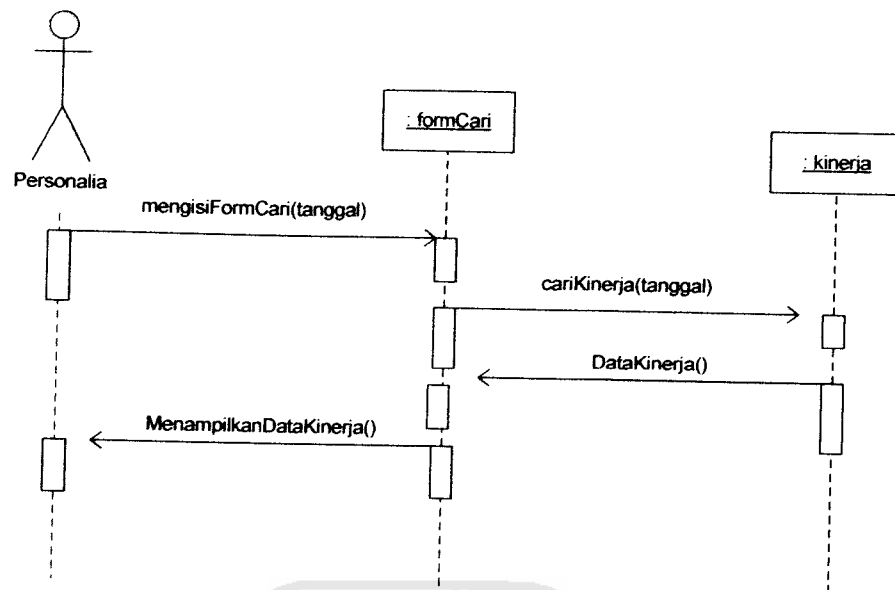 : formCari
: kinerja
Personalia
mengisiFormCari(tanggal)
cariKinerja(tanggal)
DataKinerja()
MenampilkanDataKinerja()